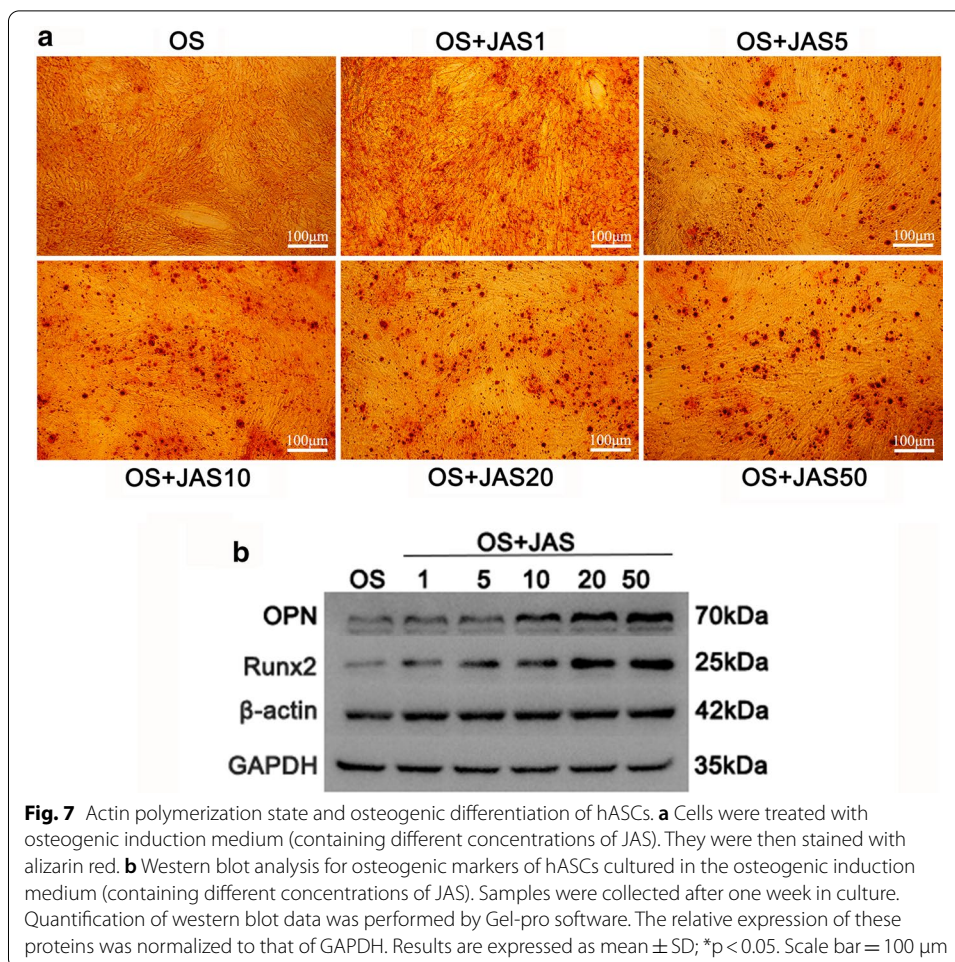 a
OS OS+JAS1 OS+JAS5
100μm 100μm 100μm
100μm 100μm 100μm
OS+JAS10 OS+JAS20 OS+JAS50
b OS+JAS
OS 1 5 10 20 50
OPN 70kDa
Runx2 25kDa
β-actin 42kDa
GAPDH 35kDa
Fig. 7 Actin polymerization state and osteogenic differentiation of hASCs. a Cells were treated with
osteogenic induction medium (containing different concentrations of JAS). They were then stained with
alizarin red. b Western blot analysis for osteogenic markers of hASCs cultured in the osteogenic induction
medium (containing different concentrations of JAS). Samples were collected after one week in culture.
Quantification of western blot data was performed by Gel-pro software. The relative expression of these
proteins was normalized to that of GAPDH. Results are expressed as mean ± SD; *p < 0.05. Scale bar = 100 μm